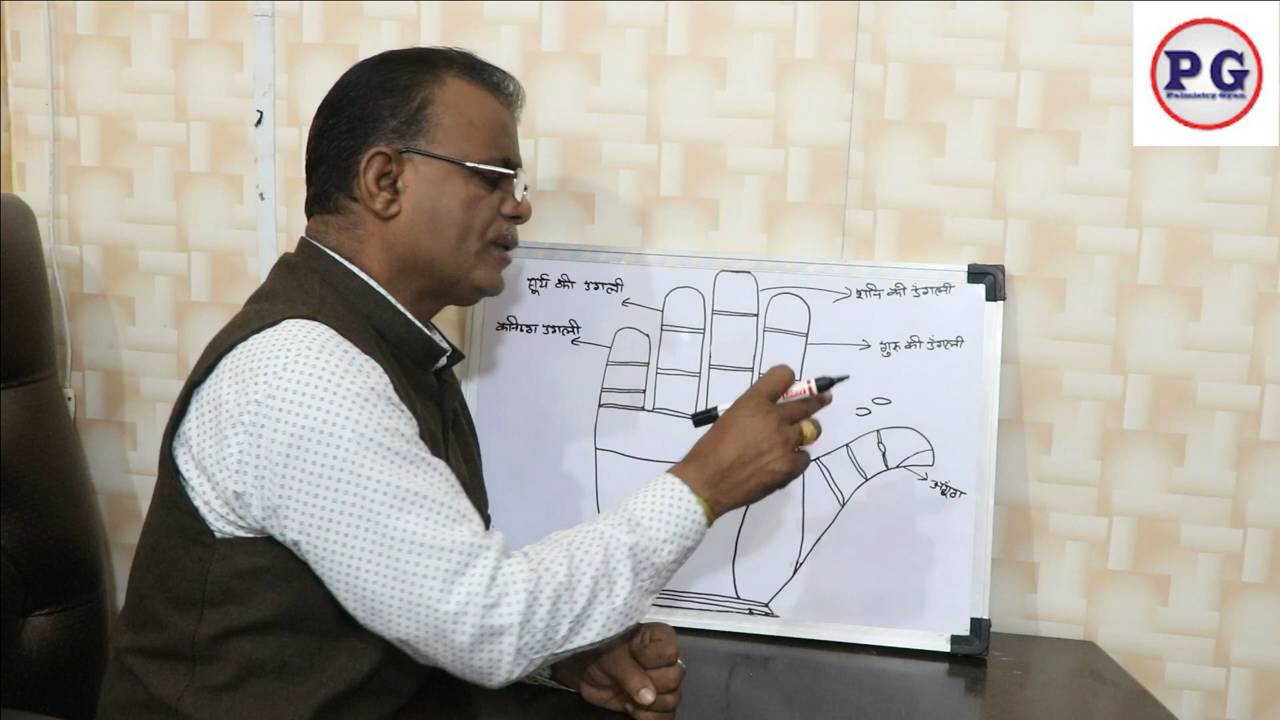 PG
Palmistry Gyan
सूर्य की उंगली
शनि की उंगली
कनिष्ठा उंगली
गुरु की उंगली
अंगूठा